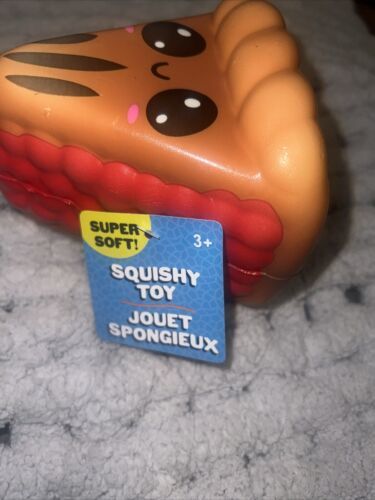 SUPER
SOFT!
3+
SQUISHY
TOY
JOUET
SPONGIEUX